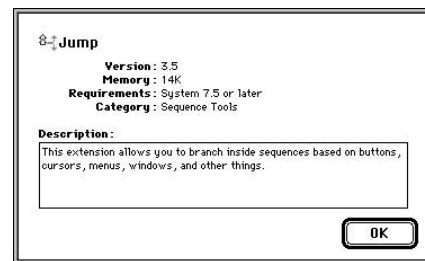 Jump
Version: 3.5
Memory: 14K
Requirements: System 7.5 or later
Category: Sequence Tools
Description:
This extension allows you to branch inside sequences based on buttons,
cursors, menus, windows, and other things.
OK